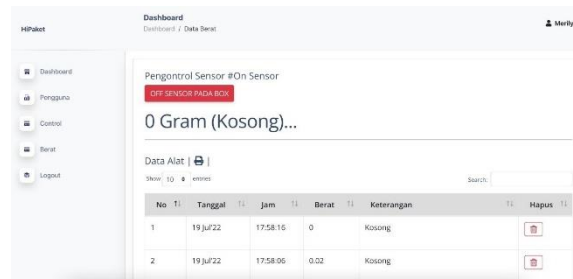 HiPaket
Dashboard
Dashboard / Data Berat
Merily
Dashboard
Pengguna
Control
Berat
Logout
Pengontrol Sensor #On Sensor
OFF SENSOR PADA BOX
0 Gram (Kosong)...
Data Alat | |
Show 10 entries
Search:
No Tanggal Jam Berat Keterangan Hapus
1 19 Jul'22 17:58:16 0 Kosong
2 19 Jul'22 17:58:06 0.02 Kosong